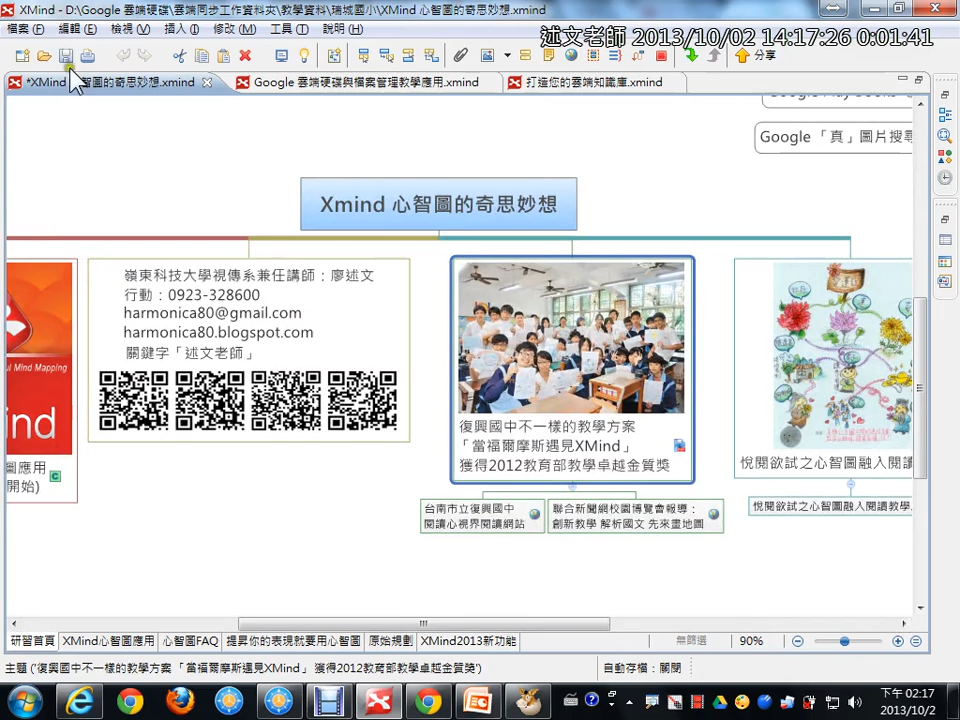 XMind - D:\Google 雲端硬碟\雲端同步工作資料夾\教學資料\瑞城國小\XMind 心智圖的奇思妙想.xmind
檔案(F) 編輯(E) 檢視(V) 插入(I) 修改(M) 工具(T) 說明(H)
述文老師 2013/10/02 14:17:26 0:01:41
分享
*XMind 智圖的奇思妙想.xmind
Google 雲端硬碟與檔案管理教學應用.xmind
打造您的雲端知識庫.xmind
Google「真」圖片搜尋
Xmind 心智圖的奇思妙想
嶺東科技大學視傳系兼任講師：廖述文
行動：0923-328600
harmonica80@gmail.com
harmonica80.blogspot.com
關鍵字「述文老師」
ul Mind Mapping
ind
圖應用
開始)
復興國中不一樣的教學方案
「當福爾摩斯遇見XMind」
獲得2012教育部教學卓越金質獎
台南市立復興國中
閱讀心視界閱讀網站
聯合新聞網校園博覽會報導：
創新教學 解析國文 先來畫地圖
悅閱欲試之心智圖融入閱讀
悅閱欲試之心智圖融入閱讀教學
研習首頁 XMind心智圖應用 心智圖FAQ 提昇你的表現就要用心智圖 原始規劃 XMind2013新功能
無篩選 90%
主題 ('復興國中不一樣的教學方案 「當福爾摩斯遇見XMind」 獲得2012教育部教學卓越金質獎')
自動存檔：關閉
下午 02:17
2013/10/2